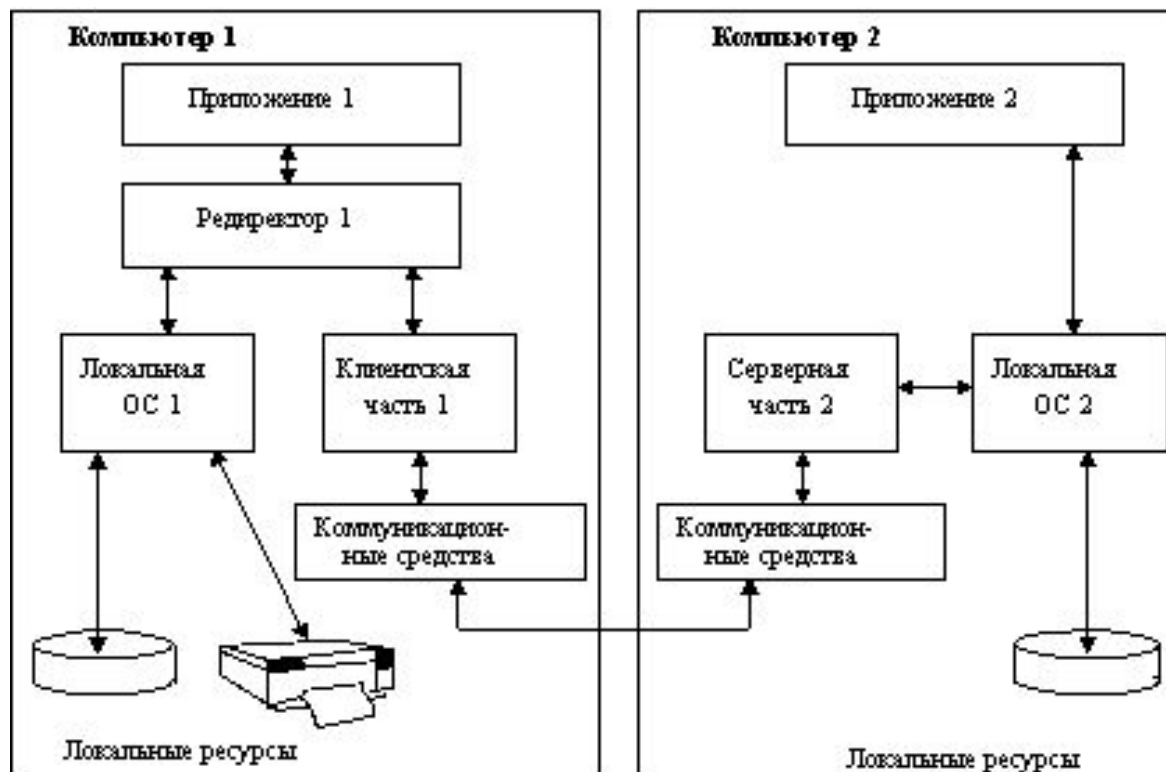 Компьютер 1
Приложение 1
Редиректор 1
Локальная
ОС 1
Клиентская
часть 1
Коммуникацион-
ные средства
Локальные ресурсы
Компьютер 2
Приложение 2
Серверная
часть 2
Локальная
ОС 2
Коммуникацион-
ные средства
Локальные ресурсы